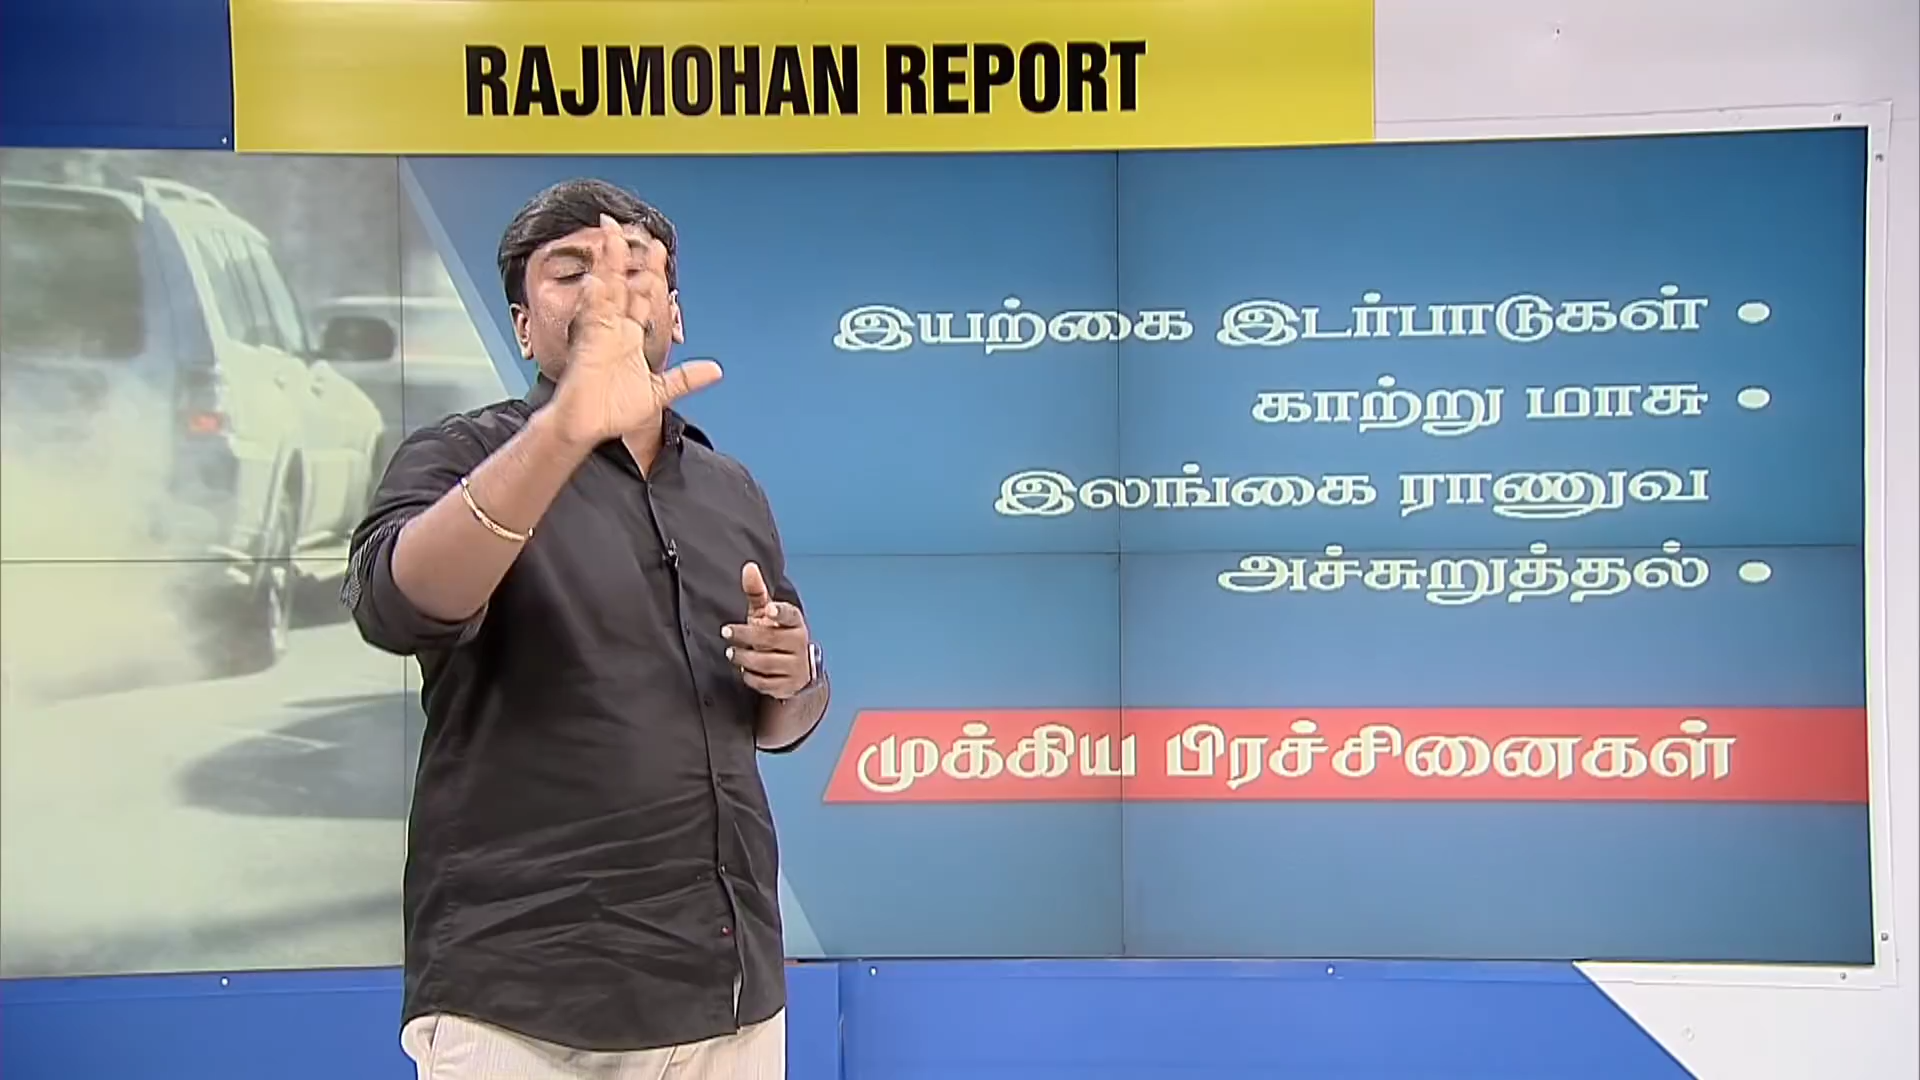 RAJMOHAN REPORT
இயற்கை இடர்பாடுகள் •
காற்று மாசு •
இலங்கை ராணுவ
அச்சுறுத்தல் •
முக்கிய பிரச்சினைகள்